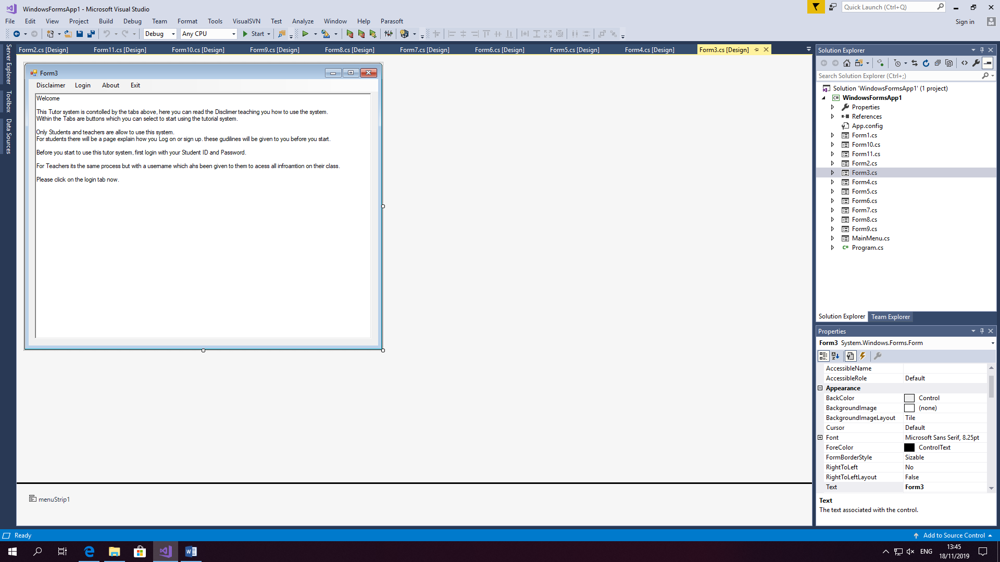 WindowsFormsApp1 - Microsoft Visual Studio
Quick Launch (Ctrl+Q)
File Edit View Project Build Debug Team Format Tools VisualSVN Test Analyze Window Help Parasoft
Sign in
Debug Any CPU Start
Server Explorer
Toolbox
Data Sources
Form2.cs [Design] Form11.cs [Design] Form10.cs [Design] Form9.cs [Design] Form8.cs [Design] Form7.cs [Design] Form6.cs [Design] Form5.cs [Design] Form4.cs [Design] Form3.cs [Design]
Form3
Disclaimer Login About Exit
Welcome
This Tutor system is conrtolled by the tabs above, here you can read the Disclimer teaching you how to use the system.
Within the Tabs are buttons which you can select to start using the tutorial system.
Only Students and teachers are allow to use this system.
For students there will be a page explain how you Log on or sign up. these gudilines will be given to you before you start.
Before you start to use this tutor system, first login with your Student ID and Password.
For Teachers its the same process but with a username which ahs been given to them to acess all infroamtion on their class.
Please click on the login tab now.
menuStrip1
Solution Explorer
Search Solution Explorer (Ctrl+;)
Solution 'WindowsFormsApp1' (1 project)
C# WindowsFormsApp1
Properties
References
App.config
Form1.cs
Form10.cs
Form11.cs
Form2.cs
Form3.cs
Form4.cs
Form5.cs
Form6.cs
Form7.cs
Form8.cs
Form9.cs
MainMenu.cs
C# Program.cs
Solution Explorer Team Explorer
Properties
Form3 System.Windows.Forms.Form
AccessibleName
AccessibleRole Default
Appearance
BackColor Control
BackgroundImage (none)
BackgroundImageLayout Tile
Cursor Default
Font Microsoft Sans Serif, 8.25pt
ForeColor ControlText
FormBorderStyle Sizable
RightToLeft No
RightToLeftLayout False
Text Form3
Text
The text associated with the control.
Ready
Add to Source Control
ENG
13:45
18/11/2019